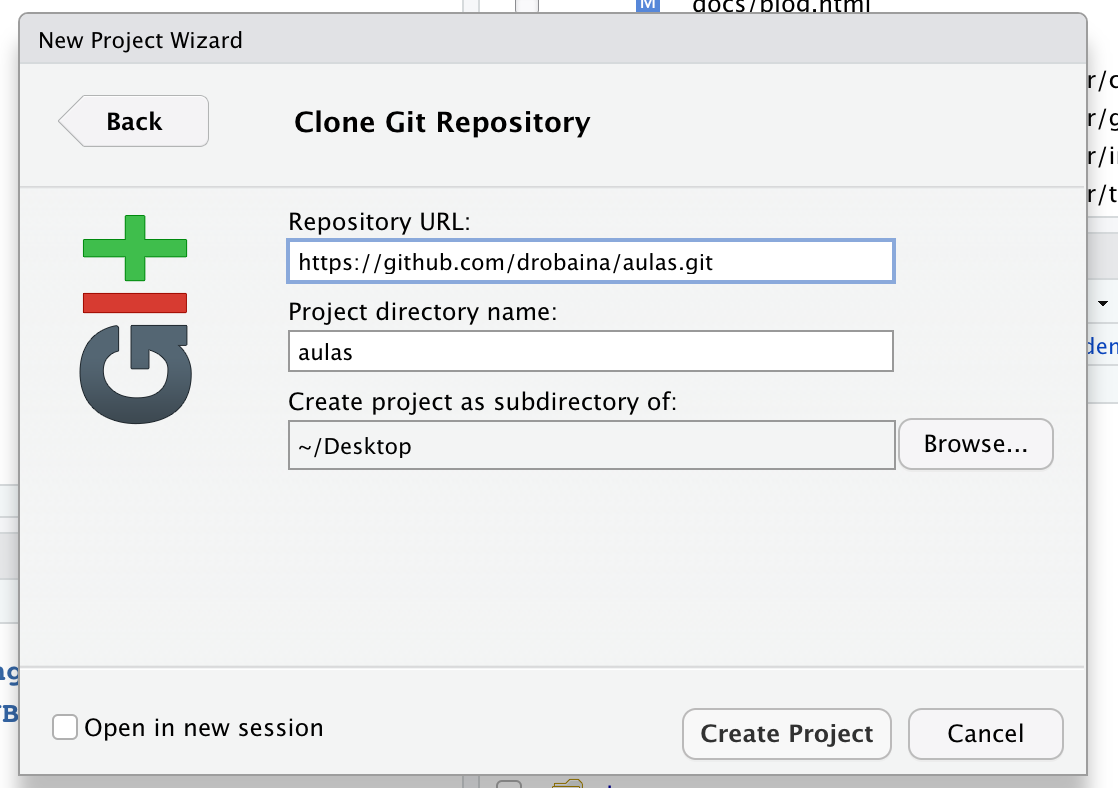 docs/blog.html
New Project Wizard
Back
Clone Git Repository
Repository URL:
https://github.com/drobaina/aulas.git
Project directory name:
aulas
Create project as subdirectory of:
~/Desktop
Browse...
GIT
Open in new session
Create Project
Cancel
M